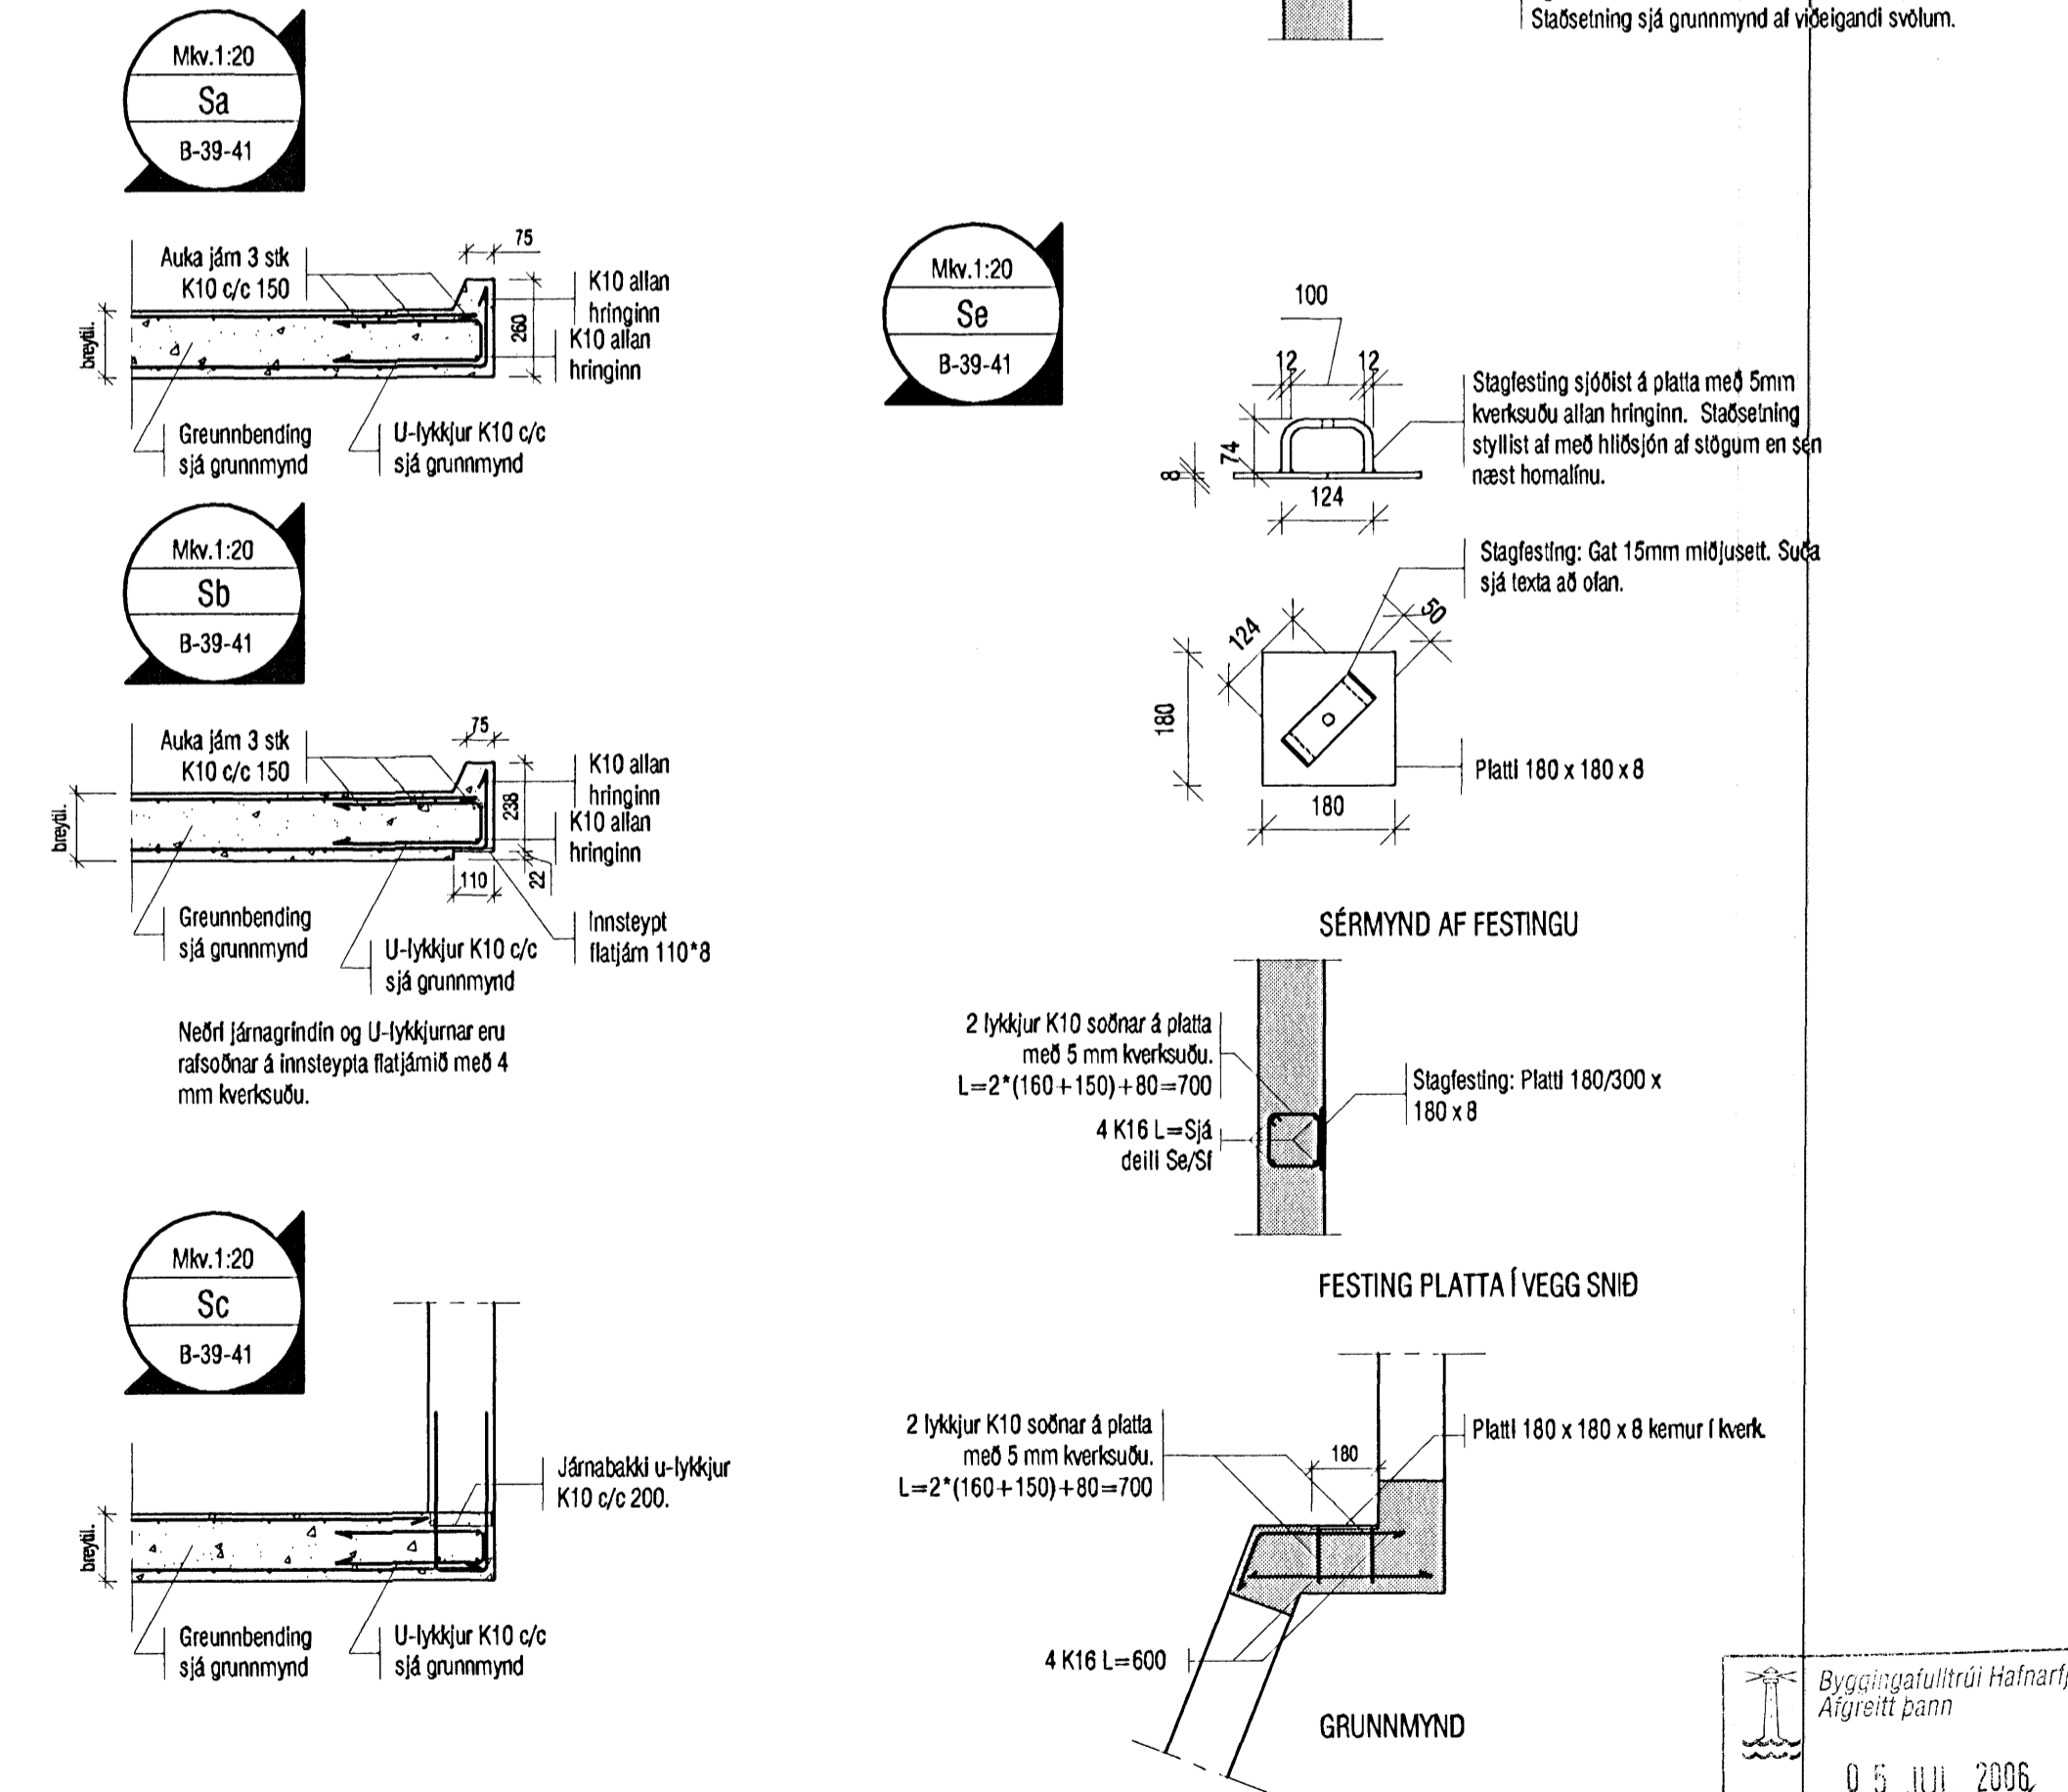 Staðsetning sjá grunnmynd af viðeigandi svölum.
Mkv.1:20
Sa
B-39-41
Auka járn 3 stk
K10 c/c 150
75
K10 allan
hringinn
260
K10 allan
hringinn
breytil.
Greunnbending
sjá grunnmynd
U-lykkjur K10 c/c
sjá grunnmynd
Mkv.1:20
Sb
B-39-41
Auka járn 3 stk
K10 c/c 150
75
K10 allan
hringinn
238
K10 allan
hringinn
breytil.
110
22
Greunnbending
sjá grunnmynd
U-lykkjur K10 c/c
sjá grunnmynd
Innsteypt
flatjárn 110*8
Neðri járnagrindin og U-lykkjurnar eru
rafsoðnar á innsteypta flatjárnið með 4
mm kverksuðu.
Mkv.1:20
Sc
B-39-41
Járnabakki u-lykkjur
K10 c/c 200.
breytil.
Greunnbending
sjá grunnmynd
U-lykkjur K10 c/c
sjá grunnmynd
Mkv.1:20
Se
B-39-41
100
12
12
74
8
124
Stagfesting sjóðist á platta með 5mm
kverksuðu allan hringinn. Staðsetning
styllist af með hliðsjón af stögum en sen
næst hornalínu.
Stagfesting: Gat 15mm miðjusett. Suða
sjá texta að ofan.
124
50
180
180
Platti 180 x 180 x 8
SÉRMYND AF FESTINGU
2 lykkjur K10 soðnar á platta
með 5 mm kverksuðu.
L=2*(160+150)+80=700
4 K16 L=Sjá
deili Se/Sf
Stagfesting: Platti 180/300 x
180 x 8
FESTING PLATTA Í VEGG SNIÐ
2 lykkjur K10 soðnar á platta
með 5 mm kverksuðu.
L=2*(160+150)+80=700
180
Platti 180 x 180 x 8 kemur í kverk.
4 K16 L=600
GRUNNMYND
Byggingafulltrúi Hafnarfj
Afgreitt þann
05 JÚL 2006